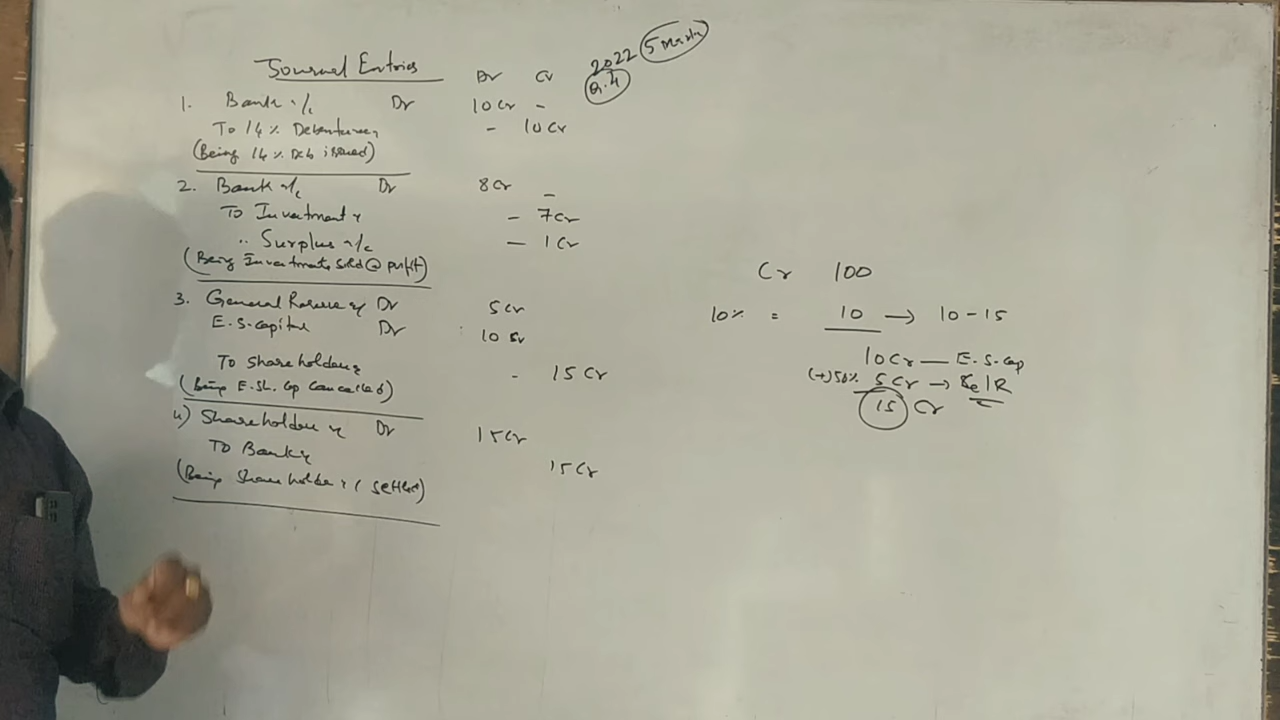 Journal Entries Dr Cr 2022 5 Marks
Q.4
1. Bank a/c Dr 10 Cr -
To 14% Debentures - 10 Cr
(Being 14% Deb issued)
2. Bank a/c Dr 8 Cr -
To Investment - 7 Cr
" Surplus a/c - 1 Cr
(Being Investments sold @ profit)
3. General Reserve Dr 5 Cr
E.S. Capital Dr 10 Cr
To Shareholders - 15 Cr
(Being E.Sh. Cp Cancelled)
4) Shareholders Dr 15 Cr
To Bank 15 Cr
(Being Shareholders settled)
Cr 100
10% = 10 → 10-15
10 Cr — E.S. Cap
(+) 50% 5 Cr →
15 Cr